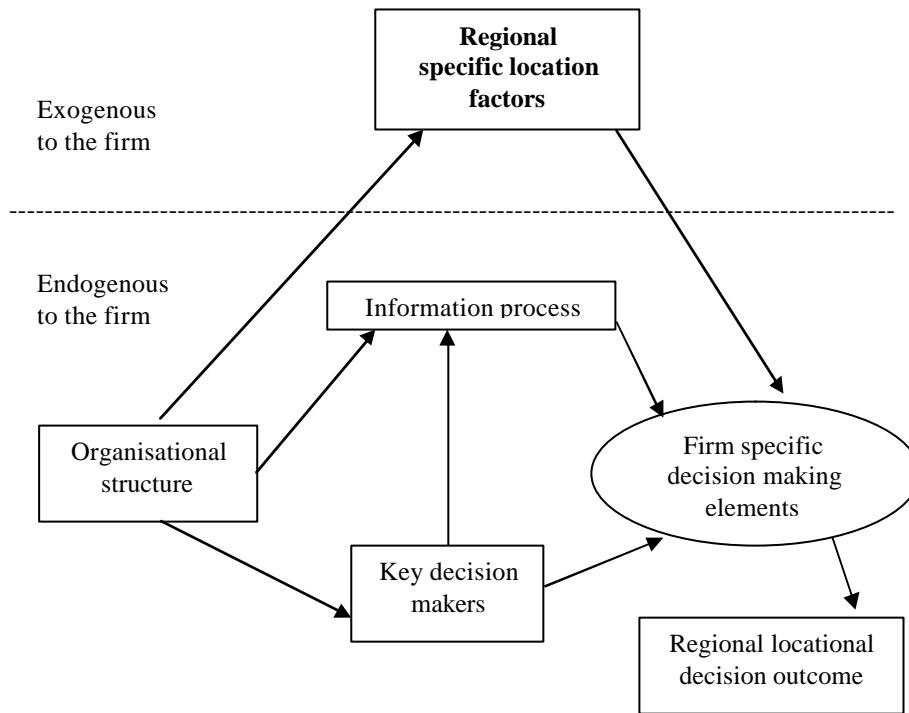 Regional
specific location
factors
Exogenous
to the firm
Endogenous
to the firm
Information process
Organisational
structure
Firm specific
decision making
elements
Key decision
makers
Regional locational
decision outcome